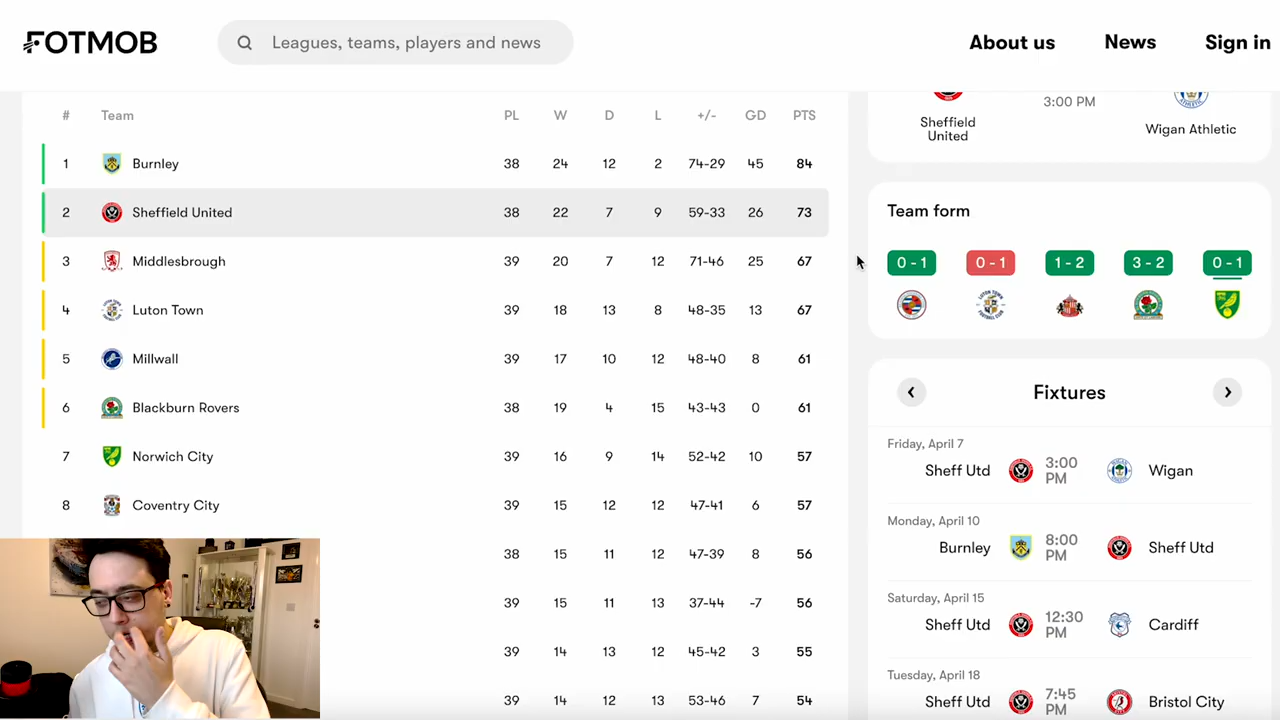 FOTMOB
Leagues, teams, players and news
About us
News
Sign in
# Team PL W D L +/- GD PTS
1 Burnley 38 24 12 2 74-29 45 84
2 Sheffield United 38 22 7 9 59-33 26 73
3 Middlesbrough 39 20 7 12 71-46 25 67
4 Luton Town 39 18 13 8 48-35 13 67
5 Millwall 39 17 10 12 48-40 8 61
6 Blackburn Rovers 38 19 4 15 43-43 0 61
7 Norwich City 39 16 9 14 52-42 10 57
8 Coventry City 39 15 12 12 47-41 6 57
38 15 11 12 47-39 8 56
39 15 11 13 37-44 -7 56
39 14 13 12 45-42 3 55
39 14 12 13 53-46 7 54
3:00 PM
Sheffield
United
Wigan Athletic
Team form
0 - 1
0 - 1
1 - 2
3 - 2
0 - 1
Fixtures
Friday, April 7
Sheff Utd 3:00 PM Wigan
Monday, April 10
Burnley 8:00 PM Sheff Utd
Saturday, April 15
Sheff Utd 12:30 PM Cardiff
Tuesday, April 18
Sheff Utd 7:45 PM Bristol City